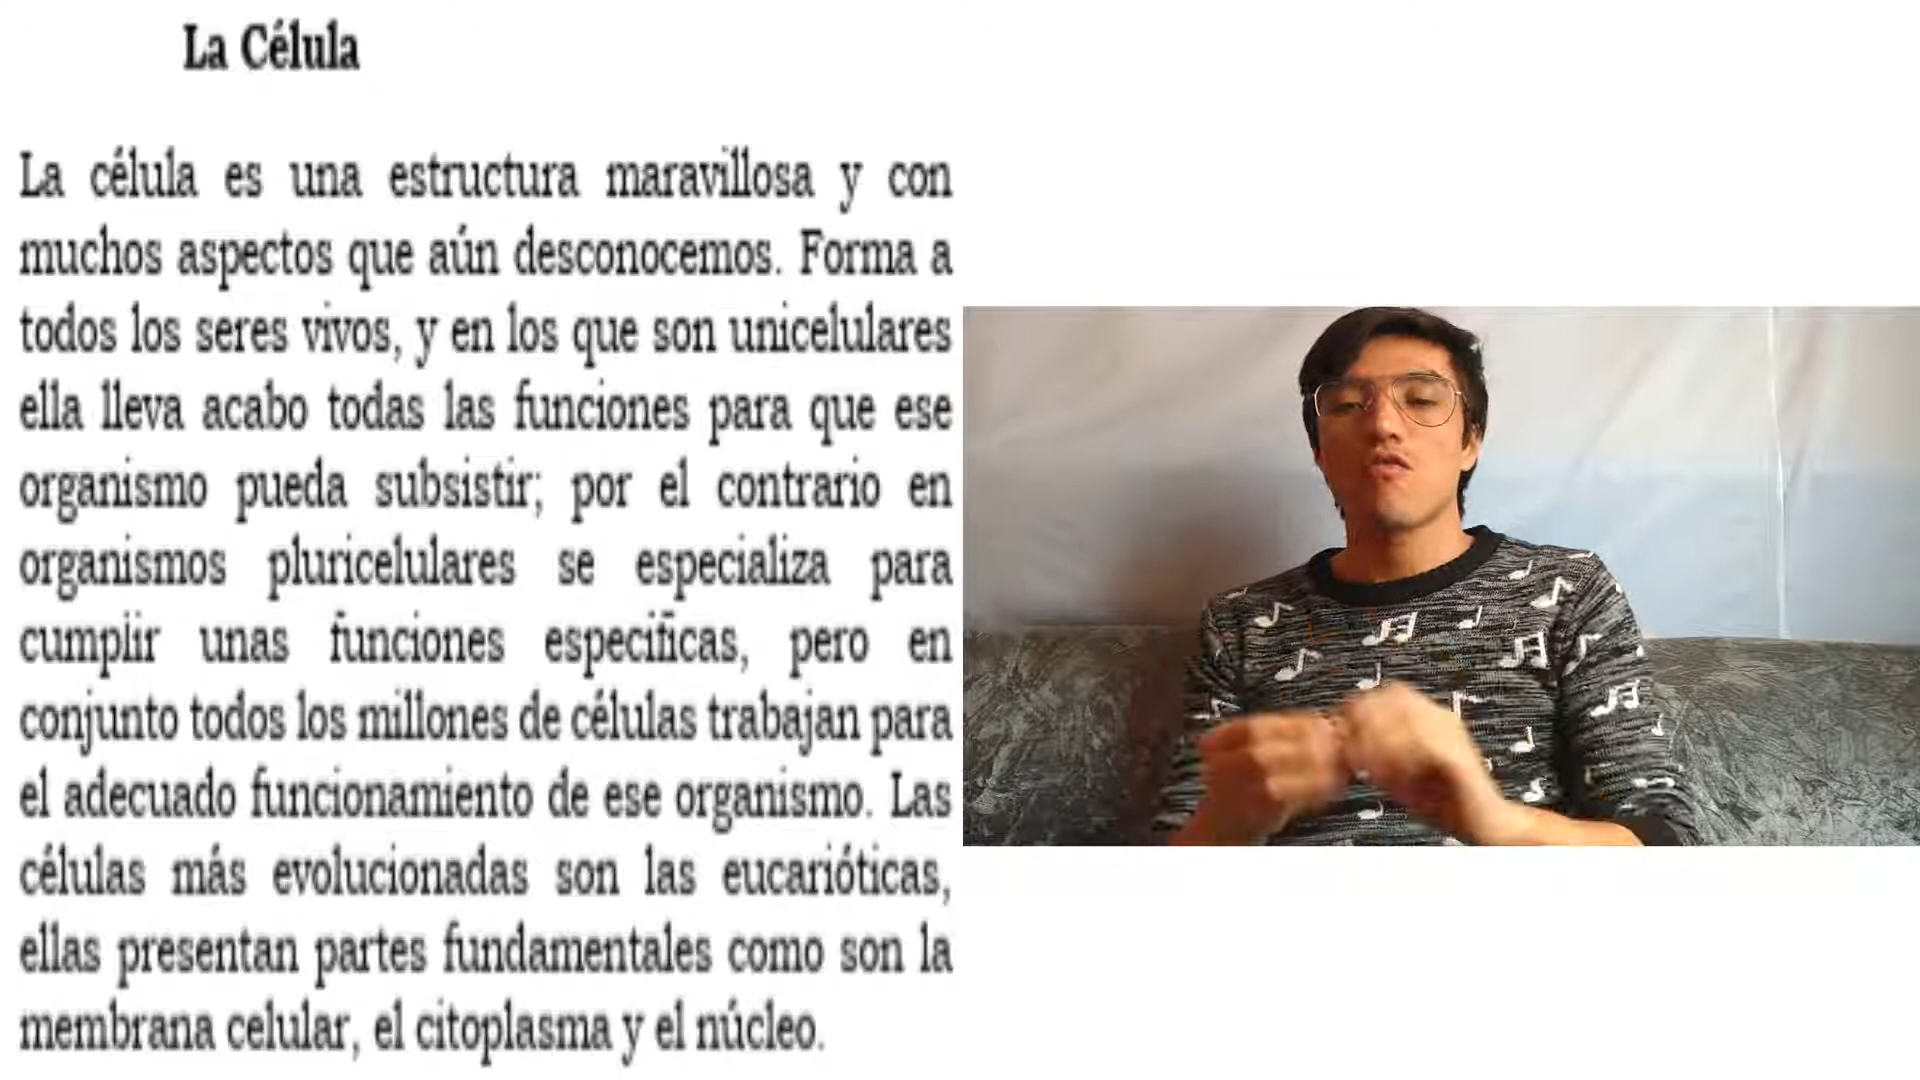 La Célula
La célula es una estructura maravillosa y con
muchos aspectos que aún desconocemos. Forma a
todos los seres vivos, y en los que son unicelulares
ella lleva acabo todas las funciones para que ese
organismo pueda subsistir; por el contrario en
organismos pluricelulares se especializa para
cumplir unas funciones especificas, pero en
conjunto todos los millones de células trabajan para
el adecuado funcionamiento de ese organismo. Las
células más evolucionadas son las eucarióticas,
ellas presentan partes fundamentales como son la
membrana celular, el citoplasma y el núcleo.